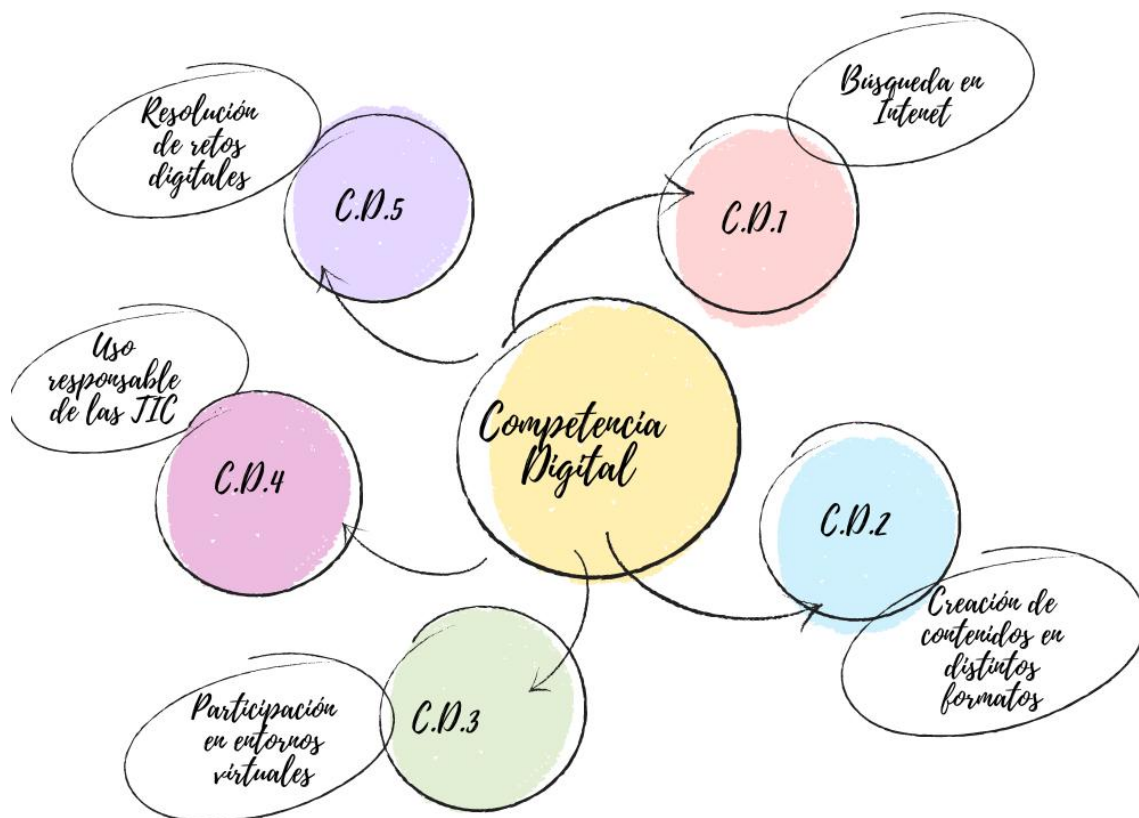 Resolución
de retos
digitales
C.D.5
Búsqueda en
Intenet
C.D.1
Uso
responsable
de las TIC
C.D.4
Competencia
Digital
C.D.2
Creación de
contenidos en
distintos
formatos
Participación
en entornos
virtuales
C.D.3